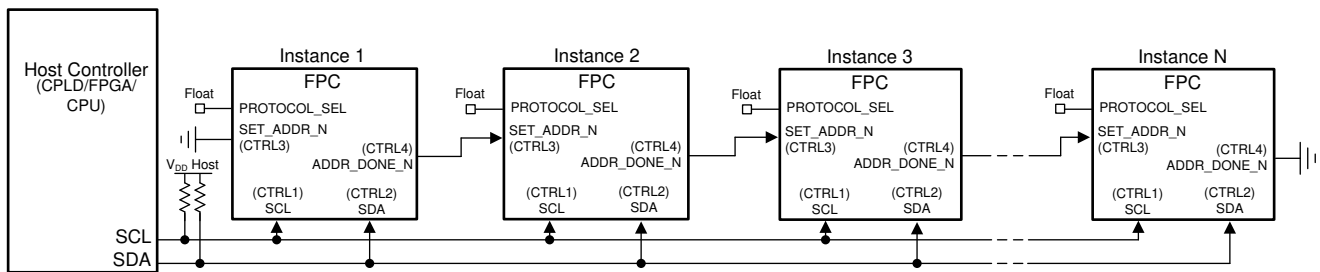 Host Controller
(CPLD/FPGA/
CPU)
V_DD Host
SCL
SDA
Instance 1
FPC
Float
PROTOCOL_SEL
SET_ADDR_N
(CTRL3)
(CTRL4)
ADDR_DONE_N
(CTRL1)
SCL
(CTRL2)
SDA
Instance 2
FPC
Float
PROTOCOL_SEL
SET_ADDR_N
(CTRL3)
(CTRL4)
ADDR_DONE_N
(CTRL1)
SCL
(CTRL2)
SDA
Instance 3
FPC
Float
PROTOCOL_SEL
SET_ADDR_N
(CTRL3)
(CTRL4)
ADDR_DONE_N
(CTRL1)
SCL
(CTRL2)
SDA
Instance N
FPC
Float
PROTOCOL_SEL
SET_ADDR_N
(CTRL3)
(CTRL4)
ADDR_DONE_N
(CTRL1)
SCL
(CTRL2)
SDA